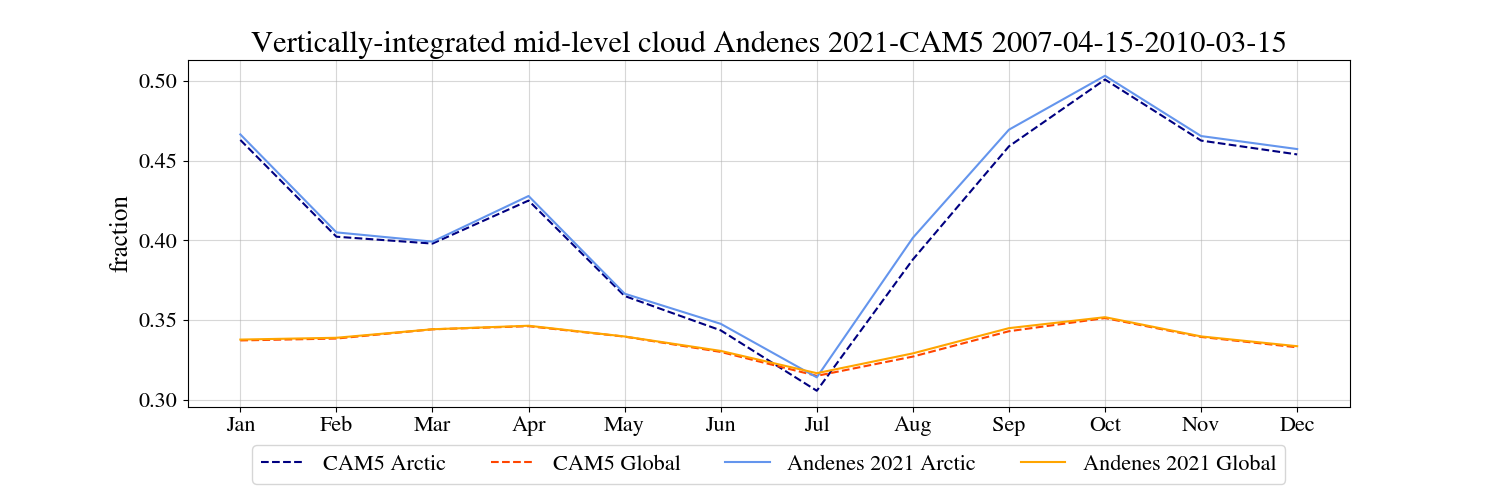 Vertically-integrated mid-level cloud Andenes 2021-CAM5 2007-04-15-2010-03-15
fraction
0.50
0.45
0.40
0.35
0.30
Jan Feb Mar Apr May Jun Jul Aug Sep Oct Nov Dec
CAM5 Arctic CAM5 Global Andenes 2021 Arctic Andenes 2021 Global